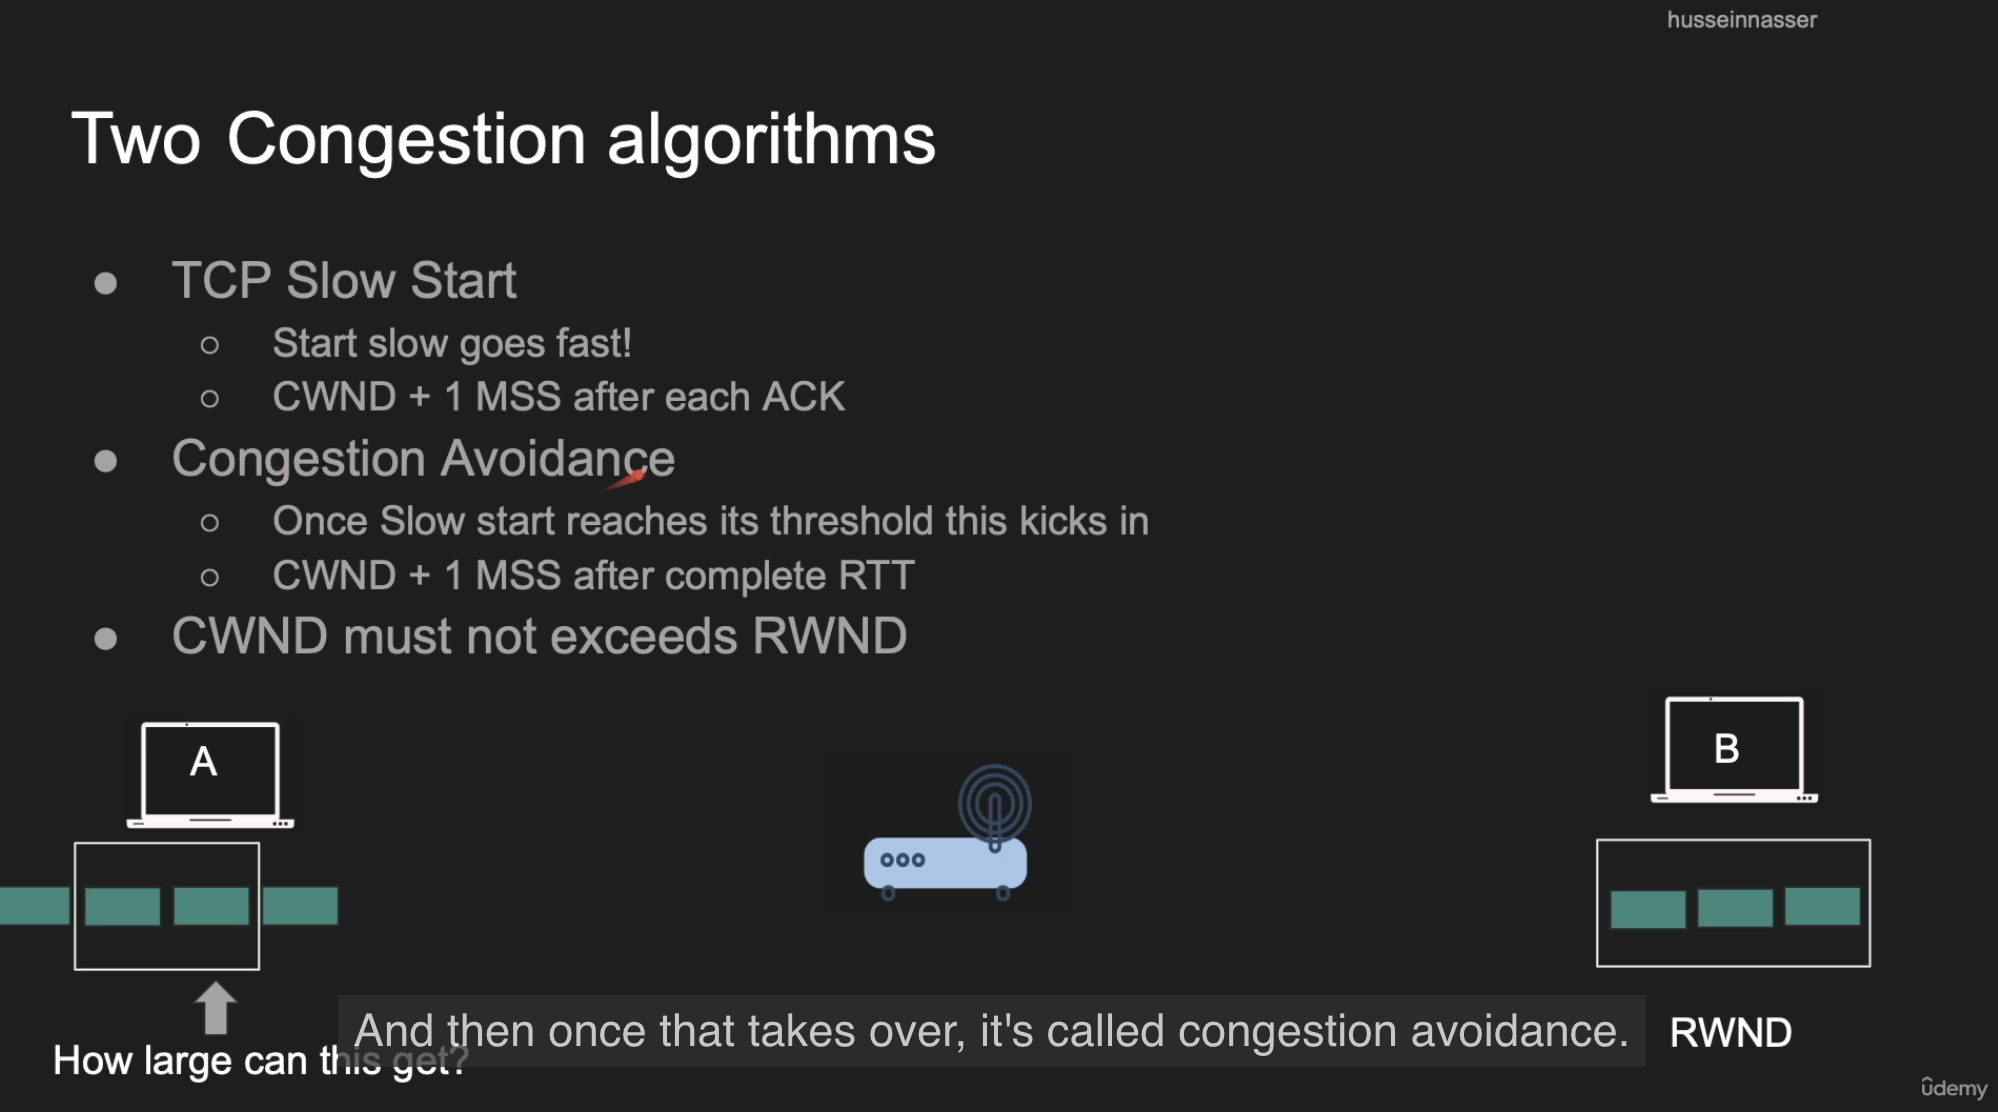 husseinnasser
Two Congestion algorithms
● TCP Slow Start
○ Start slow goes fast!
○ CWND + 1 MSS after each ACK
● Congestion Avoidance
○ Once Slow start reaches its threshold this kicks in
○ CWND + 1 MSS after complete RTT
● CWND must not exceeds RWND
A
B
And then once that takes over, it's called congestion avoidance.
RWND
How large can this get?
ûdemy